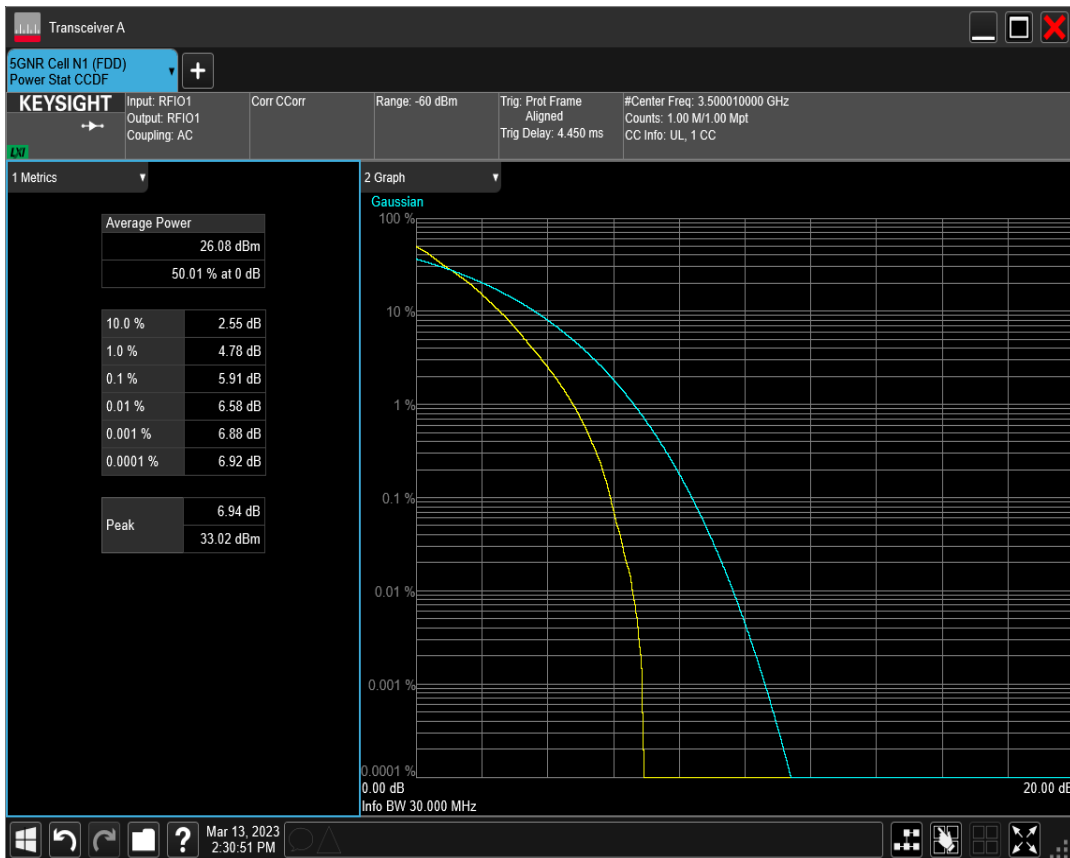 Transceiver A
5GNR Cell N1 (FDD)
Power Stat CCDF
KEYSIGHT
LXI
Input: RFIO1
Output: RFIO1
Coupling: AC
Corr CCorr
Range: -60 dBm
Trig: Prot Frame
Aligned
Trig Delay: 4.450 ms
#Center Freq: 3.500010000 GHz
Counts: 1.00 M/1.00 Mpt
CC Info: UL, 1 CC
1 Metrics
Average Power
26.08 dBm
50.01 % at 0 dB
10.0 % 2.55 dB
1.0 % 4.78 dB
0.1 % 5.91 dB
0.01 % 6.58 dB
0.001 % 6.88 dB
0.0001 % 6.92 dB
Peak 6.94 dB
33.02 dBm
2 Graph
Gaussian
100 %
10 %
1 %
0.1 %
0.01 %
0.001 %
0.0001 %
0.00 dB 20.00 dB
Info BW 30.000 MHz
?
Mar 13, 2023
2:30:51 PM